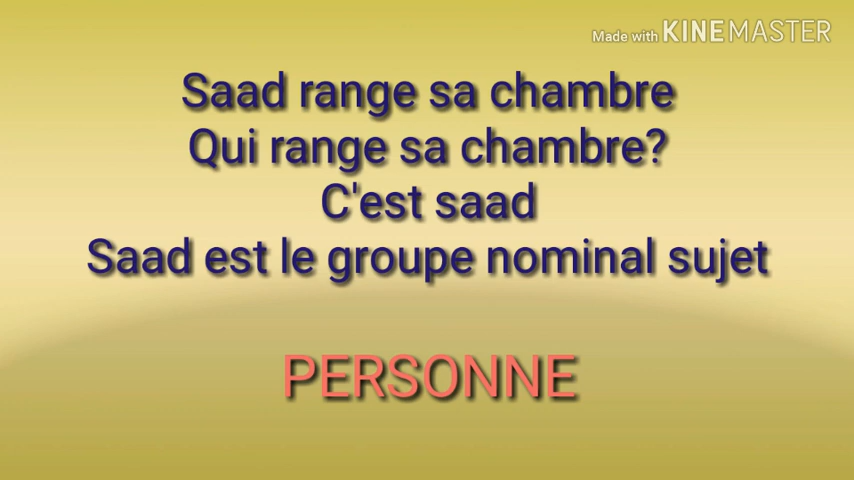 Made with KINEMASTER
Saad range sa chambre
Qui range sa chambre?
C'est saad
Saad est le groupe nominal sujet
PERSONNE